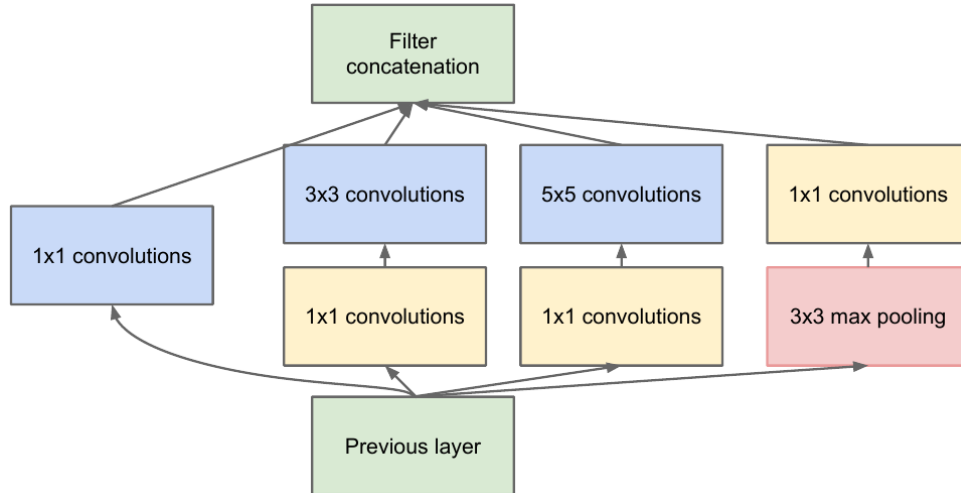 Filter
concatenation
3x3 convolutions
5x5 convolutions
1x1 convolutions
1x1 convolutions
1x1 convolutions
1x1 convolutions
3x3 max pooling
Previous layer